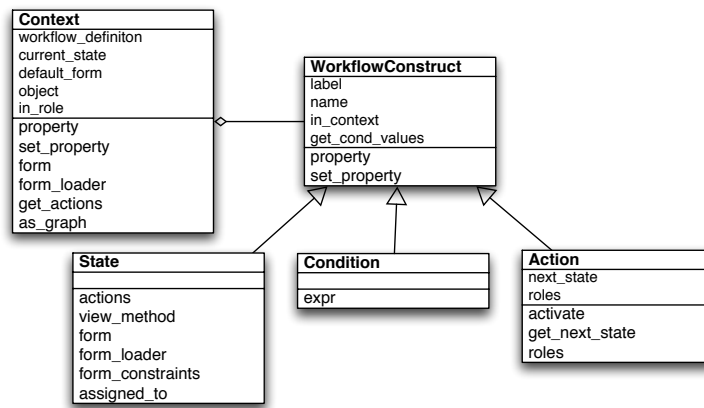 Context
workflow_definiton
current_state
default_form
object
in_role
property
set_property
form
form_loader
get_actions
as_graph
WorkflowConstruct
label
name
in_context
get_cond_values
property
set_property
State
actions
view_method
form
form_loader
form_constraints
assigned_to
Condition
expr
Action
next_state
roles
activate
get_next_state
roles